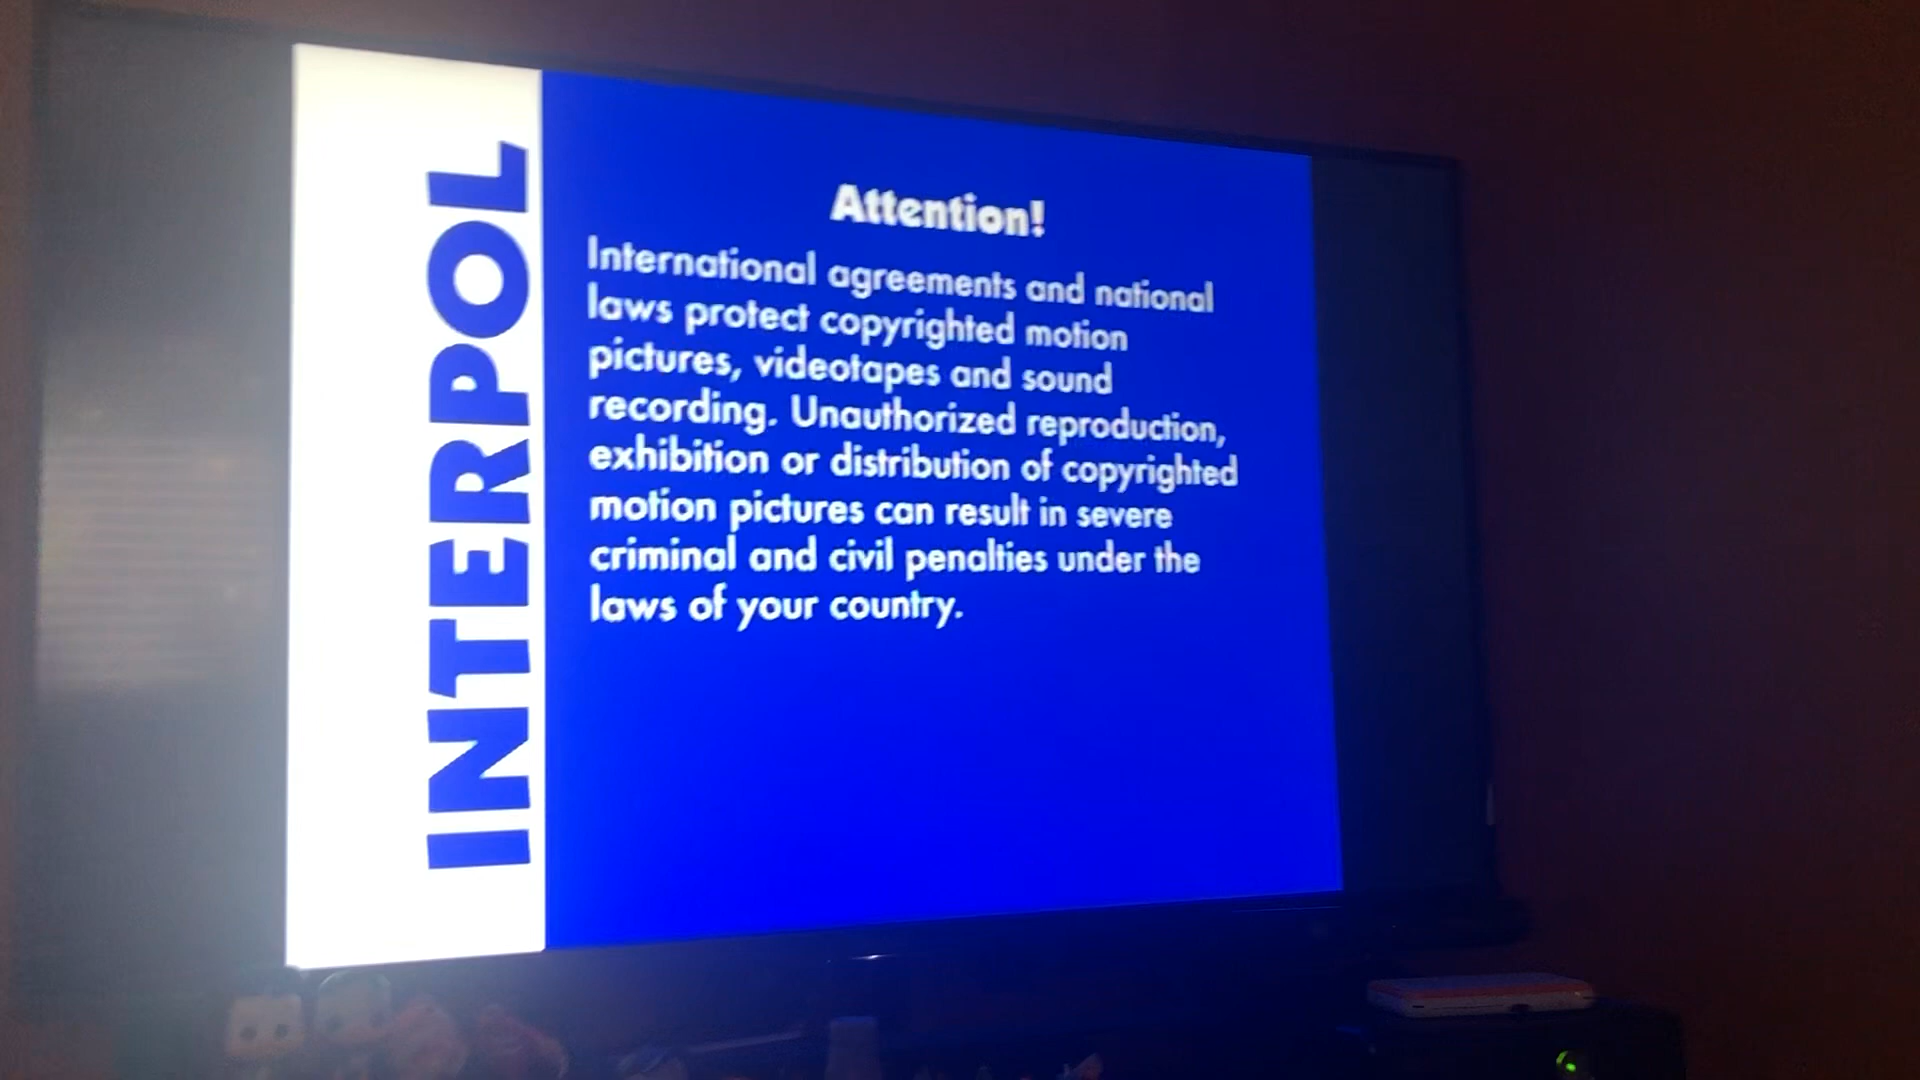 INTERPOL
Attention!
International agreements and national
laws protect copyrighted motion
pictures, videotapes and sound
recording. Unauthorized reproduction,
exhibition or distribution of copyrighted
motion pictures can result in severe
criminal and civil penalties under the
laws of your country.